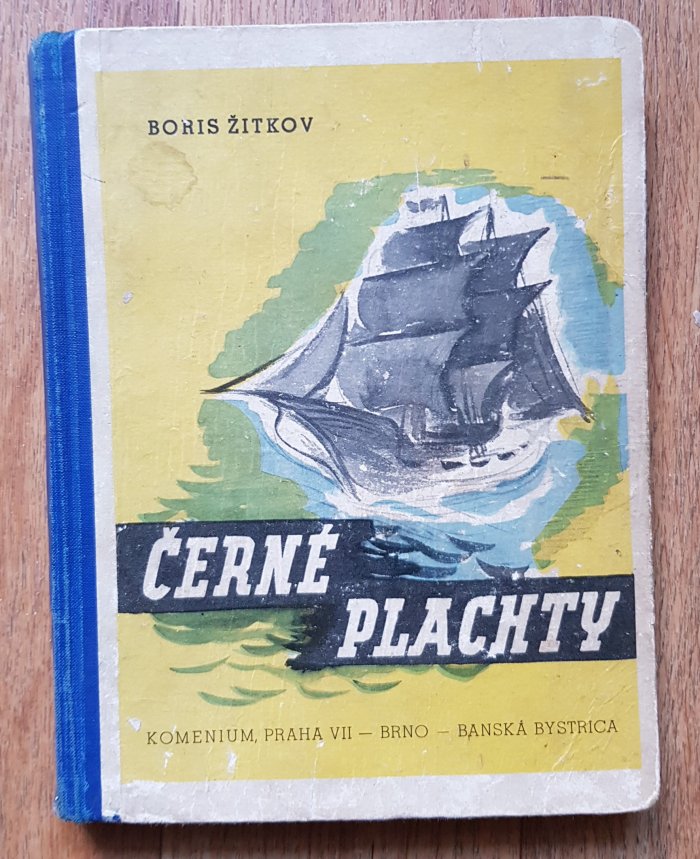 BORIS ŽITKOV
ČERNÉ
PLACHTY
KOMENIUM, PRAHA VII — BRNO — BANSKÁ BYSTRICA